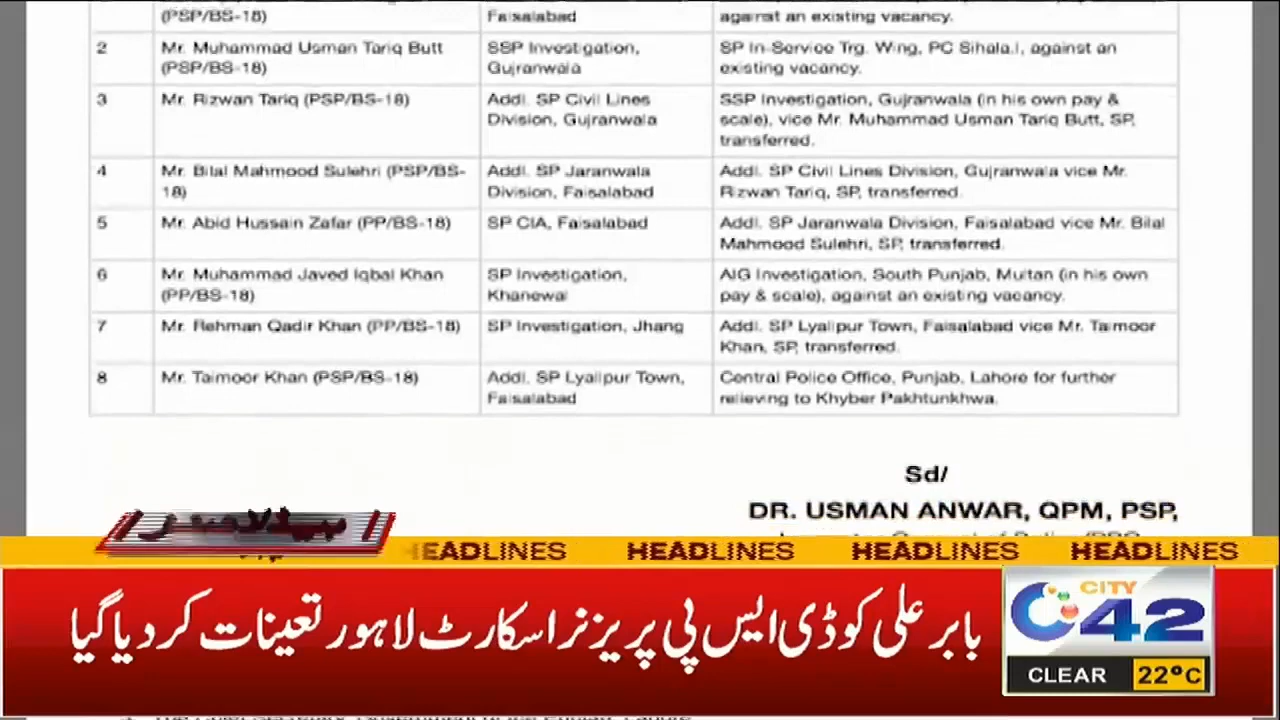 (PSP/BS-18)
Faisalabad
against an existing vacancy.
2
Mr. Muhammad Usman Tariq Butt
(PSP/BS-18)
SSP Investigation,
Gujranwala
SP In-Service Trg. Wing, PC Sihala.I, against an
existing vacancy.
3
Mr. Rizwan Tariq (PSP/BS-18)
Addl. SP Civil Lines
Division, Gujranwala
SSP Investigation, Gujranwala (in his own pay &
scale), vice Mr. Muhammad Usman Tariq Butt, SP,
transferred.
4
Mr. Bilal Mahmood Sulehri (PSP/BS-
18)
Addl. SP Jaranwala
Division, Faisalabad
Addl. SP Civil Lines Division, Gujranwala vice Mr.
Rizwan Tariq, SP, transferred.
5
Mr. Abid Hussain Zafar (PP/BS-18)
SP CIA, Faisalabad
Addl. SP Jaranwala Division, Faisalabad vice Mr. Bilal
Mahmood Sulehri, SP, transferred.
6
Mr. Muhammad Javed Iqbal Khan
(PP/BS-18)
SP Investigation,
Khanewal
AIG Investigation, South Punjab, Multan (in his own
pay & scale), against an existing vacancy.
7
Mr. Rehman Qadir Khan (PP/BS-18)
SP Investigation, Jhang
Addl. SP Lyallpur Town, Faisalabad vice Mr. Taimoor
Khan, SP, transferred.
8
Mr. Taimoor Khan (PSP/BS-18)
Addl. SP Lyallpur Town,
Faisalabad
Central Police Office, Punjab, Lahore for further
relieving to Khyber Pakhtunkhwa.
Sd/
DR. USMAN ANWAR, QPM, PSP,
ہیڈلائنز
HEADLINES HEADLINES HEADLINES HEADLINES
بابر علی کو ڈی ایس پی پریزنر اسکارٹ لاہور تعینات کر دیا گیا
CITY
42
CLEAR 22°C